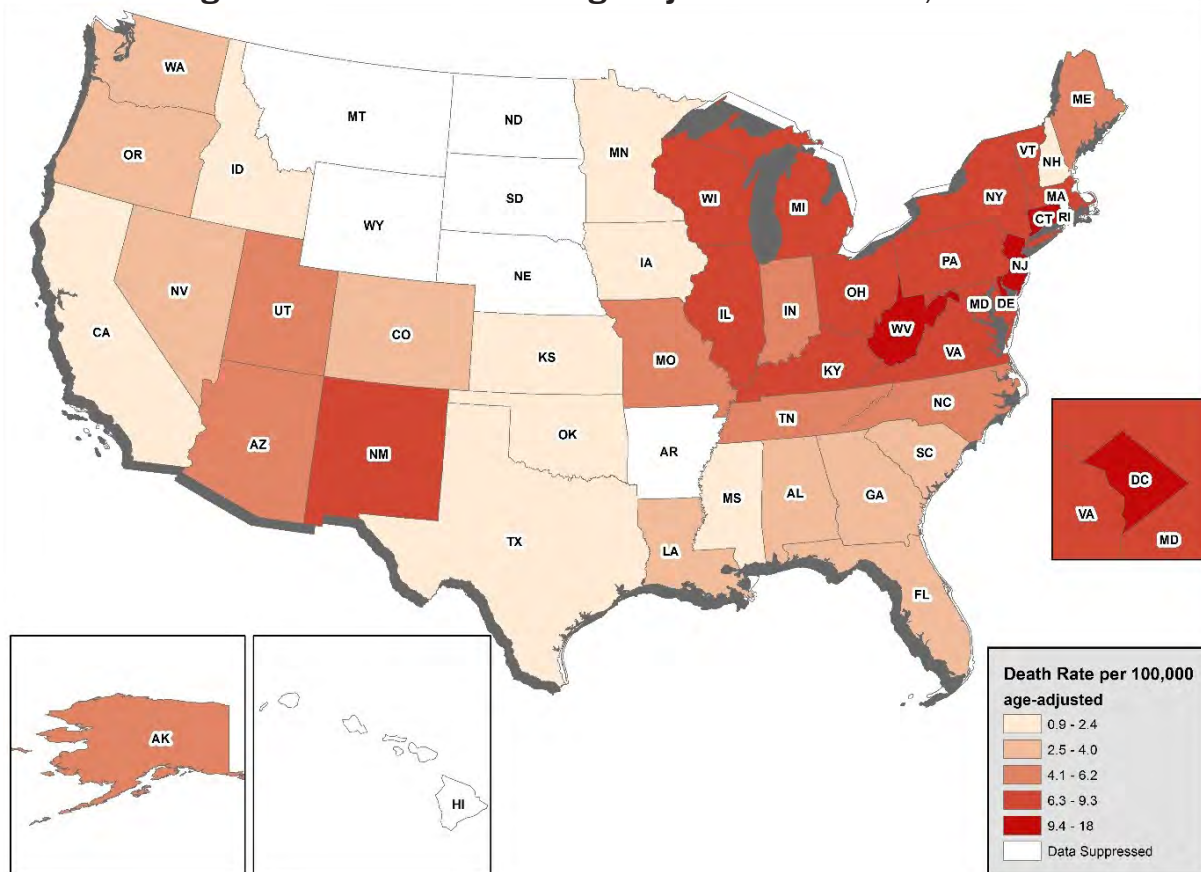 WA
MT
ND
MN
ME
OR
ID
SD
WI
MI
VT
NH
NY
MA
CT
RI
WY
NE
IA
PA
NJ
NV
UT
CO
IL
IN
OH
MD
DE
WV
VA
CA
KS
MO
KY
AZ
NM
OK
AR
TN
NC
SC
MS
AL
GA
TX
LA
FL
DC
VA
MD
AK
HI
Death Rate per 100,000
age-adjusted
0.9 - 2.4
2.5 - 4.0
4.1 - 6.2
6.3 - 9.3
9.4 - 18
Data Suppressed